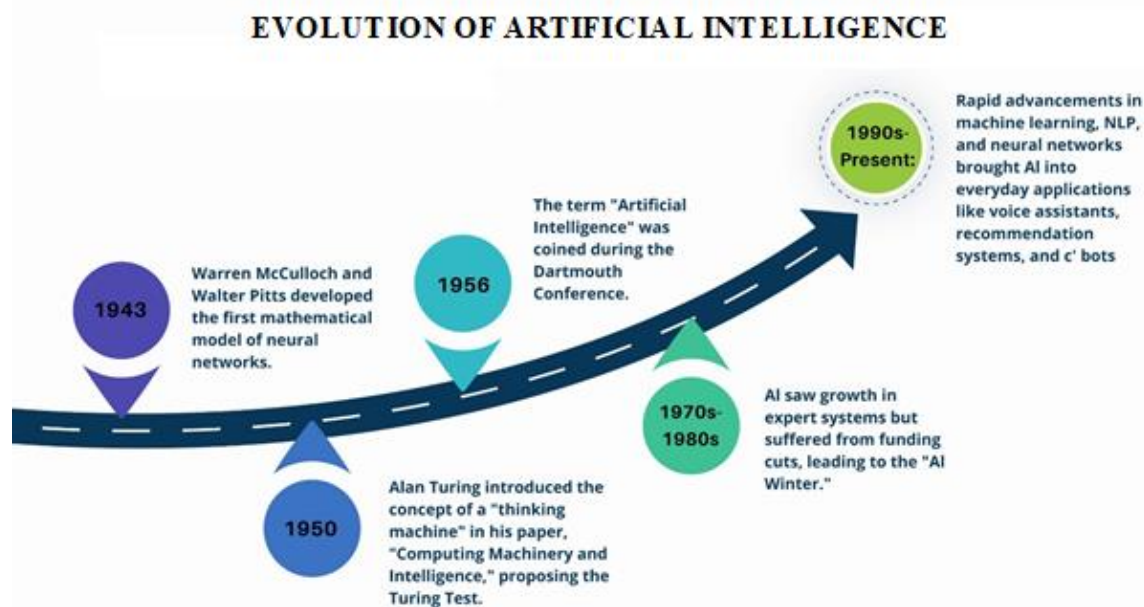 EVOLUTION OF ARTIFICIAL INTELLIGENCE
1943
Warren McCulloch and
Walter Pitts developed
the first mathematical
model of neural
networks.
1950
Alan Turing introduced the
concept of a "thinking
machine" in his paper,
"Computing Machinery and
Intelligence," proposing the
Turing Test.
1956
The term "Artificial
Intelligence" was
coined during the
Dartmouth
Conference.
1970s-
1980s
AI saw growth in
expert systems but
suffered from funding
cuts, leading to the "AI
Winter."
1990s-
Present:
Rapid advancements in
machine learning, NLP,
and neural networks
brought AI into
everyday applications
like voice assistants,
recommendation
systems, and c' bots